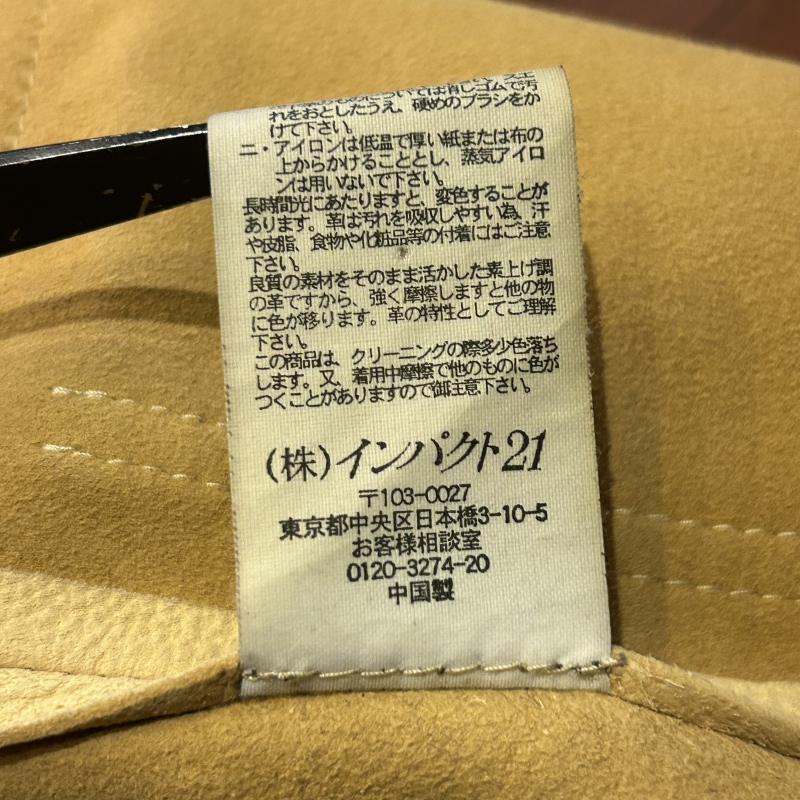 れをおとしたうえ、硬めのブラシをか
けて下さい。
ニ・アイロンは低温で厚い紙または布の
上からかけることとし、蒸気アイロ
ンは用いないで下さい。
長時間光にあたりますと、変色することが
あります。革は汚れを吸収しやすい為、汗
や皮脂、食物や化粧品等の付着にはご注意
下さい。
良質の素材をそのまま活かした素上げ調
の革ですから、強く摩擦しますと他の物
に色が移ります。革の特性としてご理解
下さい。
この商品は、クリーニングの際多少色落ち
します。又、着用中摩擦で他のものに色が
つくことがありますので御注意下さい。
(株)インパクト21
〒103-0027
東京都中央区日本橋3-10-5
お客様相談室
0120-3274-20
中国製